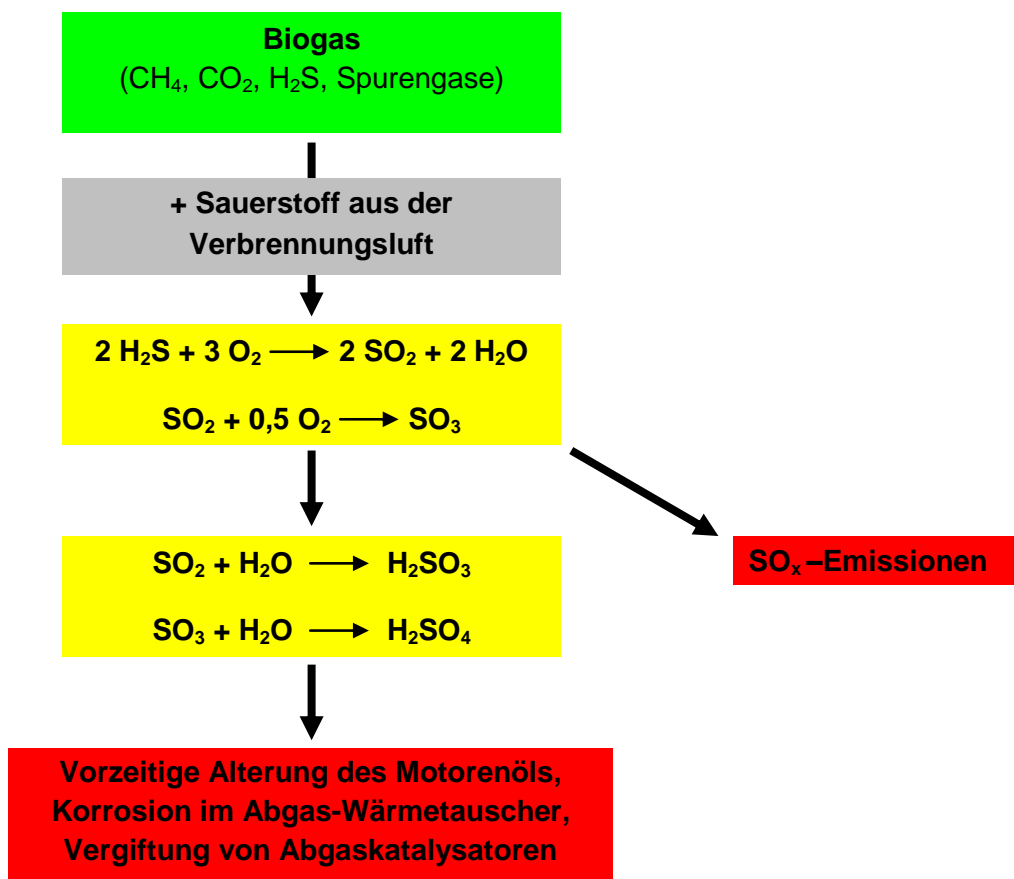 Biogas
(CH₄, CO₂, H₂S, Spurengase)
+ Sauerstoff aus der
Verbrennungsluft
2 H₂S + 3 O₂ → 2 SO₂ + 2 H₂O
SO₂ + 0,5 O₂ → SO₃
SO₂ + H₂O → H₂SO₃
SO₃ + H₂O → H₂SO₄
SOₓ–Emissionen
Vorzeitige Alterung des Motorenöls,
Korrosion im Abgas-Wärmetauscher,
Vergiftung von Abgaskatalysatoren